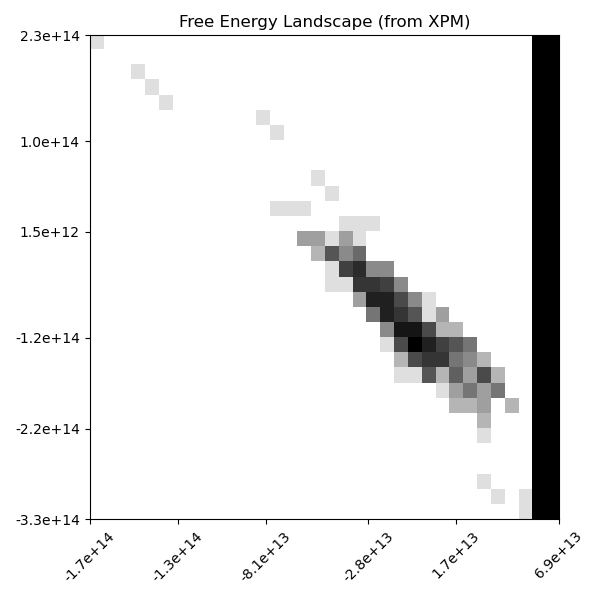 Free Energy Landscape (from XPM)
2.3e+14
1.0e+14
1.5e+12
-1.2e+14
-2.2e+14
-3.3e+14
-1.7e+14
-1.3e+14
-8.1e+13
-2.8e+13
1.7e+13
6.9e+13